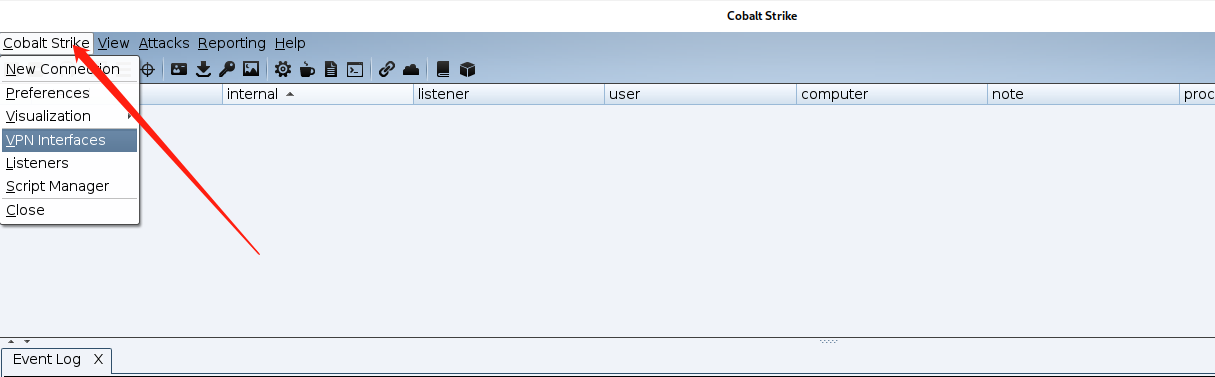 Cobalt Strike
Cobalt Strike View Attacks Reporting Help
New Connection
Preferences
Visualization
VPN Interfaces
Listeners
Script Manager
Close
internal listener user computer note proc
Event Log X